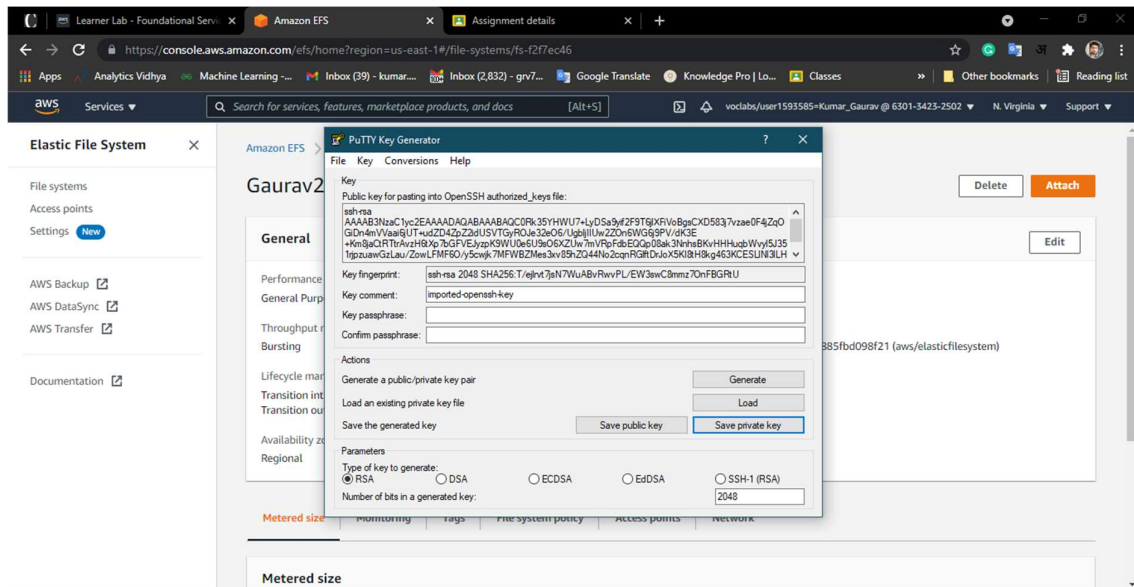 Learner Lab - Foundational Servi
Amazon EFS
Assignment details
https://console.aws.amazon.com/efs/home?region=us-east-1#/file-systems/fs-f2f7ec46
Apps Analytics Vidhya Machine Learning -... Inbox (39) - kumar.... Inbox (2,832) - grv7... Google Translate Knowledge Pro | Lo... Classes » Other bookmarks Reading list
aws Services ▾ Search for services, features, marketplace products, and docs [Alt+S] voclabs/user1593585=Kumar_Gaurav @ 6301-3423-2502 ▾ N. Virginia ▾ Support ▾
Elastic File System
File systems
Access points
Settings New
AWS Backup
AWS DataSync
AWS Transfer
Documentation
Amazon EFS
Gaurav2
Delete Attach
General
Edit
Performance
General Purp
Throughput
Bursting
885fbd098f21 (aws/elasticfilesystem)
Lifecycle mar
Transition int
Transition ou
Availability zo
Regional
PuTTY Key Generator ?
File Key Conversions Help
Key
Public key for pasting into OpenSSH authorized_keys file:
ssh-rsa
Key fingerprint: ssh-rsa 2048
Key comment: imported-openssh-key
Key passphrase:
Confirm passphrase:
Actions
Generate a public/private key pair Generate
Load an existing private key file Load
Save the generated key Save public key Save private key
Parameters
Type of key to generate:
RSA DSA ECDSA EdDSA SSH-1 (RSA)
Number of bits in a generated key: 2048
Metered size Monitoring Tags File system policy Access points Network
Metered size